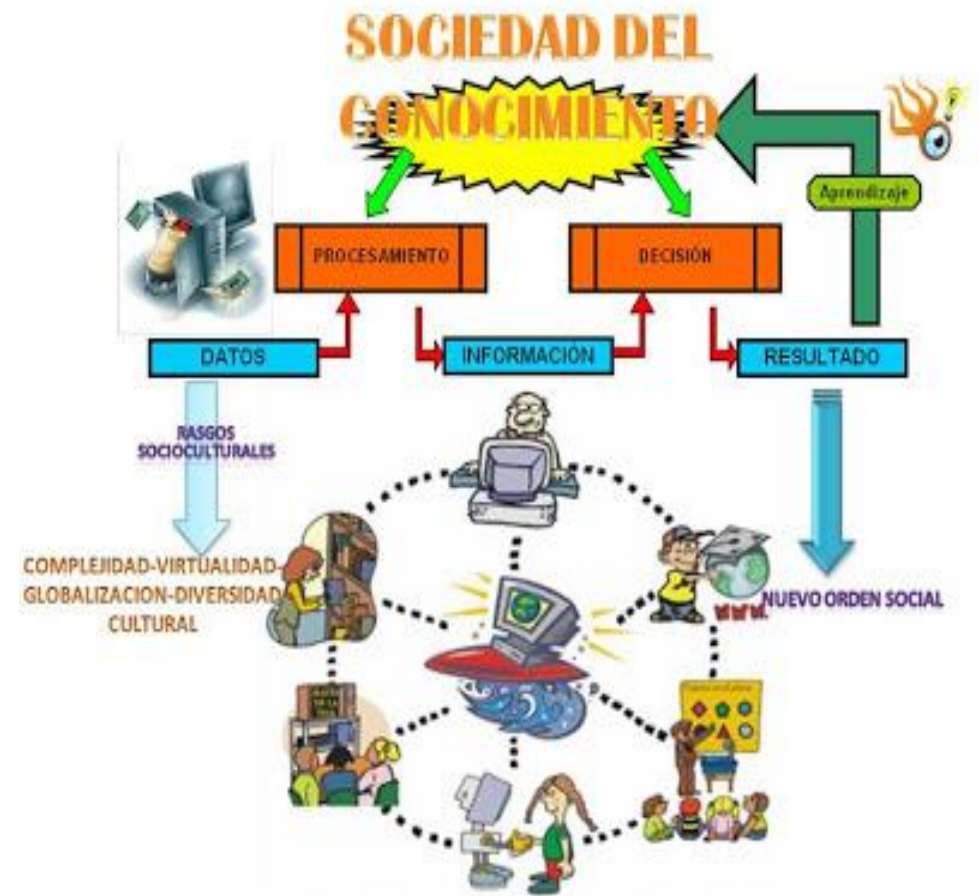 SOCIEDAD DEL
CONOCIMIENTO
Aprendizaje
PROCESAMIENTO
DECISIÓN
DATOS
INFORMACIÓN
RESULTADO
RASGOS
SOCIOCULTURALES
COMPLEJIDAD-VIRTUALIDAD-
GLOBALIZACION-DIVERSIDAD
CULTURAL
WWW.
NUEVO ORDEN SOCIAL